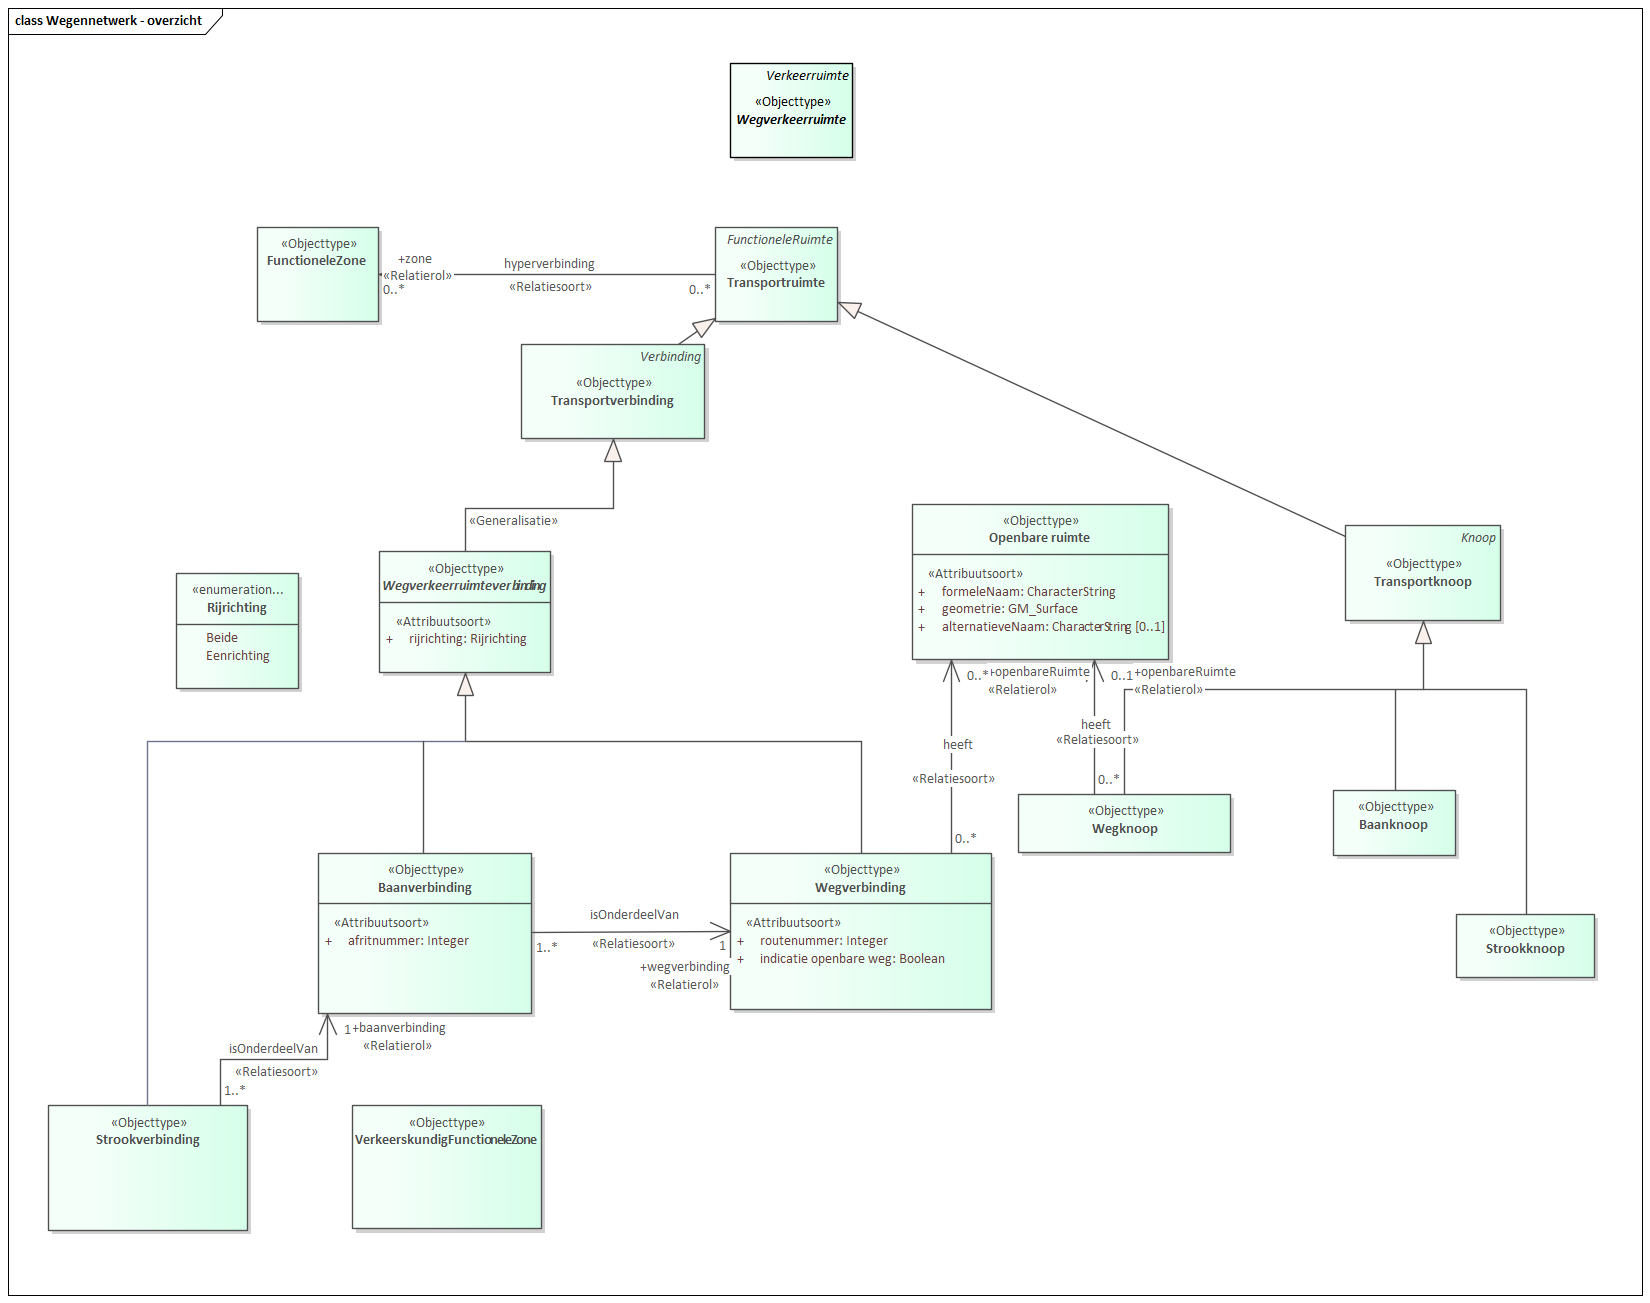 class Wegennetwerk - overzicht
Verkeerruimte
«Objecttype»
Wegverkeerruimte
«Objecttype»
FunctioneleZone
+zone
«Relatierol»
0..*
hyperverbinding
«Relatiesoort»
0..*
FunctioneleRuimte
«Objecttype»
Transportruimte
Verbinding
«Objecttype»
Transportverbinding
«Generalisatie»
«Objecttype»
Wegverkeerruimteverbinding
«Attribuutsoort»
+ rijrichting: Rijrichting
«enumeration...
Rijrichting
Beide
Eenrichting
«Objecttype»
Openbare ruimte
«Attribuutsoort»
+ formeleNaam: CharacterString
+ geometrie: GM_Surface
+ alternatieveNaam: CharacterString [0..1]
Knoop
«Objecttype»
Transportknoop
0..*
+openbareRuimte
«Relatierol»
0..1
+openbareRuimte
«Relatierol»
heeft
«Relatiesoort»
0..*
heeft
«Relatiesoort»
0..*
«Objecttype»
Wegknoop
«Objecttype»
Baanknoop
«Objecttype»
Strookknoop
«Objecttype»
Baanverbinding
«Attribuutsoort»
+ afritnummer: Integer
isOnderdeelVan
1..*
«Relatiesoort»
1
+wegverbinding
«Relatierol»
«Objecttype»
Wegverbinding
«Attribuutsoort»
+ routenummer: Integer
+ indicatie openbare weg: Boolean
1
+baanverbinding
«Relatierol»
isOnderdeelVan
«Relatiesoort»
1..*
«Objecttype»
Strookverbinding
«Objecttype»
VerkeerskundigFunctioneleZone